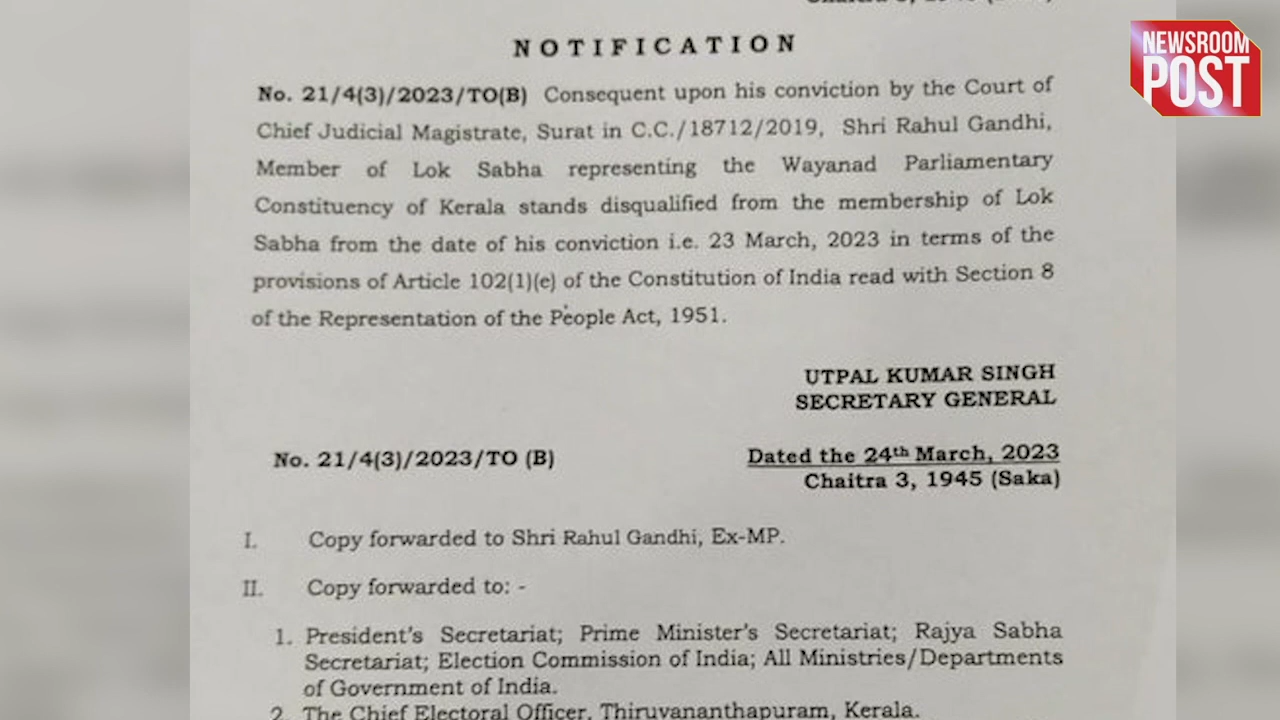 NOTIFICATION
NEWSROOM
POST
No. 21/4(3)/2023/TO(B) Consequent upon his conviction by the Court of
Chief Judicial Magistrate, Surat in C.C./18712/2019, Shri Rahul Gandhi,
Member of Lok Sabha representing the Wayanad Parliamentary
Constituency of Kerala stands disqualified from the membership of Lok
Sabha from the date of his conviction i.e. 23 March, 2023 in terms of the
provisions of Article 102(1)(e) of the Constitution of India read with Section 8
of the Representation of the People Act, 1951.
UTPAL KUMAR SINGH
SECRETARY GENERAL
No. 21/4(3)/2023/TO (B)
Dated the 24th March, 2023
Chaitra 3, 1945 (Saka)
I. Copy forwarded to Shri Rahul Gandhi, Ex-MP.
II. Copy forwarded to: -
1. President's Secretariat; Prime Minister's Secretariat; Rajya Sabha
Secretariat; Election Commission of India; All Ministries/Departments
of Government of India.
2. The Chief Electoral Officer, Thiruvananthapuram, Kerala.